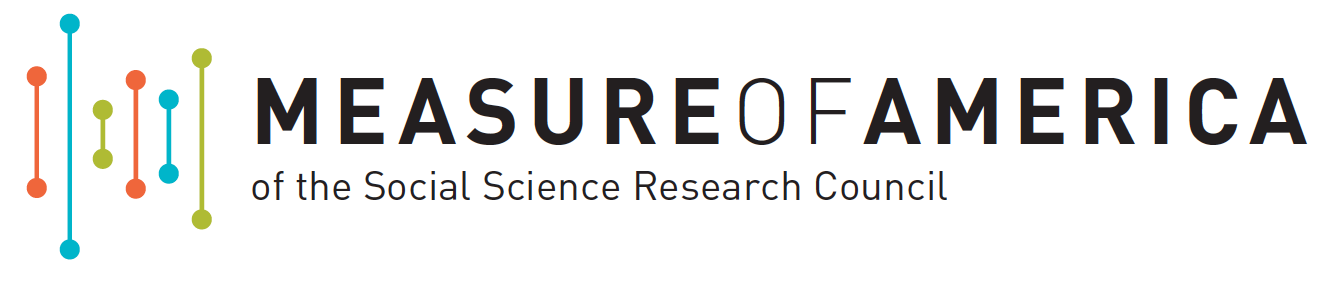 MEASUREOFAMERICA
of the Social Science Research Council